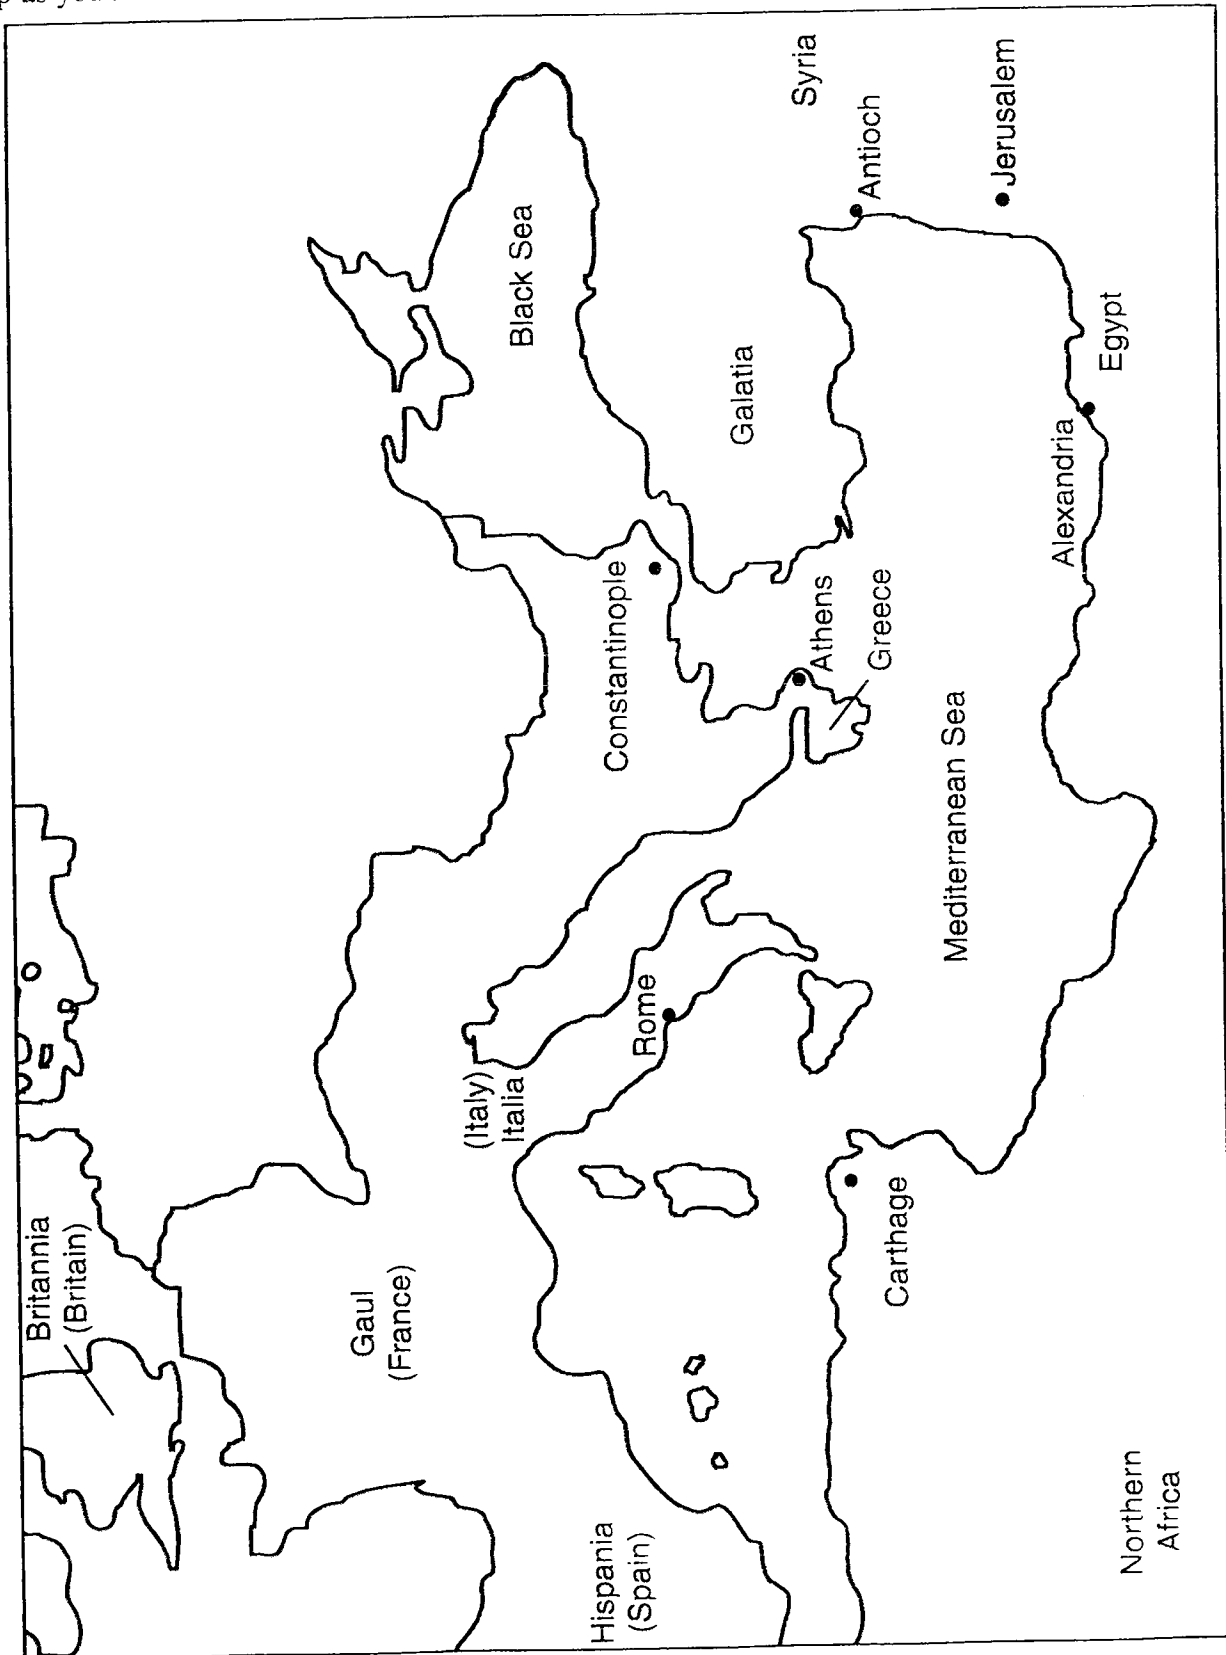 Britannia
(Britain)
Gaul
(France)
Hispania
(Spain)
(Italy)
Italia
Rome
Constantinople
Black Sea
Galatia
Athens
Greece
Syria
Antioch
Jerusalem
Mediterranean Sea
Carthage
Alexandria
Egypt
Northern
Africa